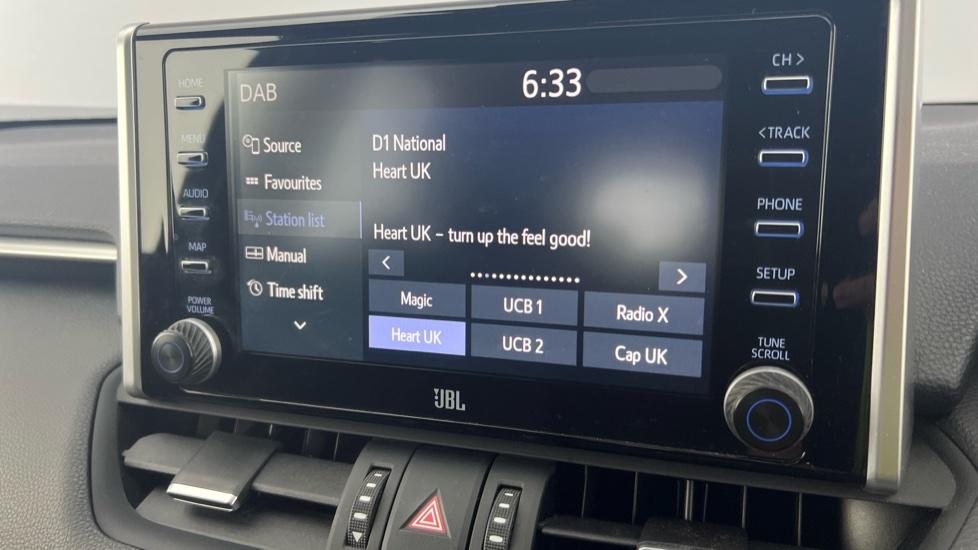 HOME
MENU
AUDIO
MAP
POWER
VOLUME
DAB
6:33
Source
Favourites
Station list
Manual
Time shift
D1 National
Heart UK
Heart UK – turn up the feel good!
Magic
UCB 1
Radio X
Heart UK
UCB 2
Cap UK
CH >
< TRACK
PHONE
SETUP
TUNE
SCROLL
JBL